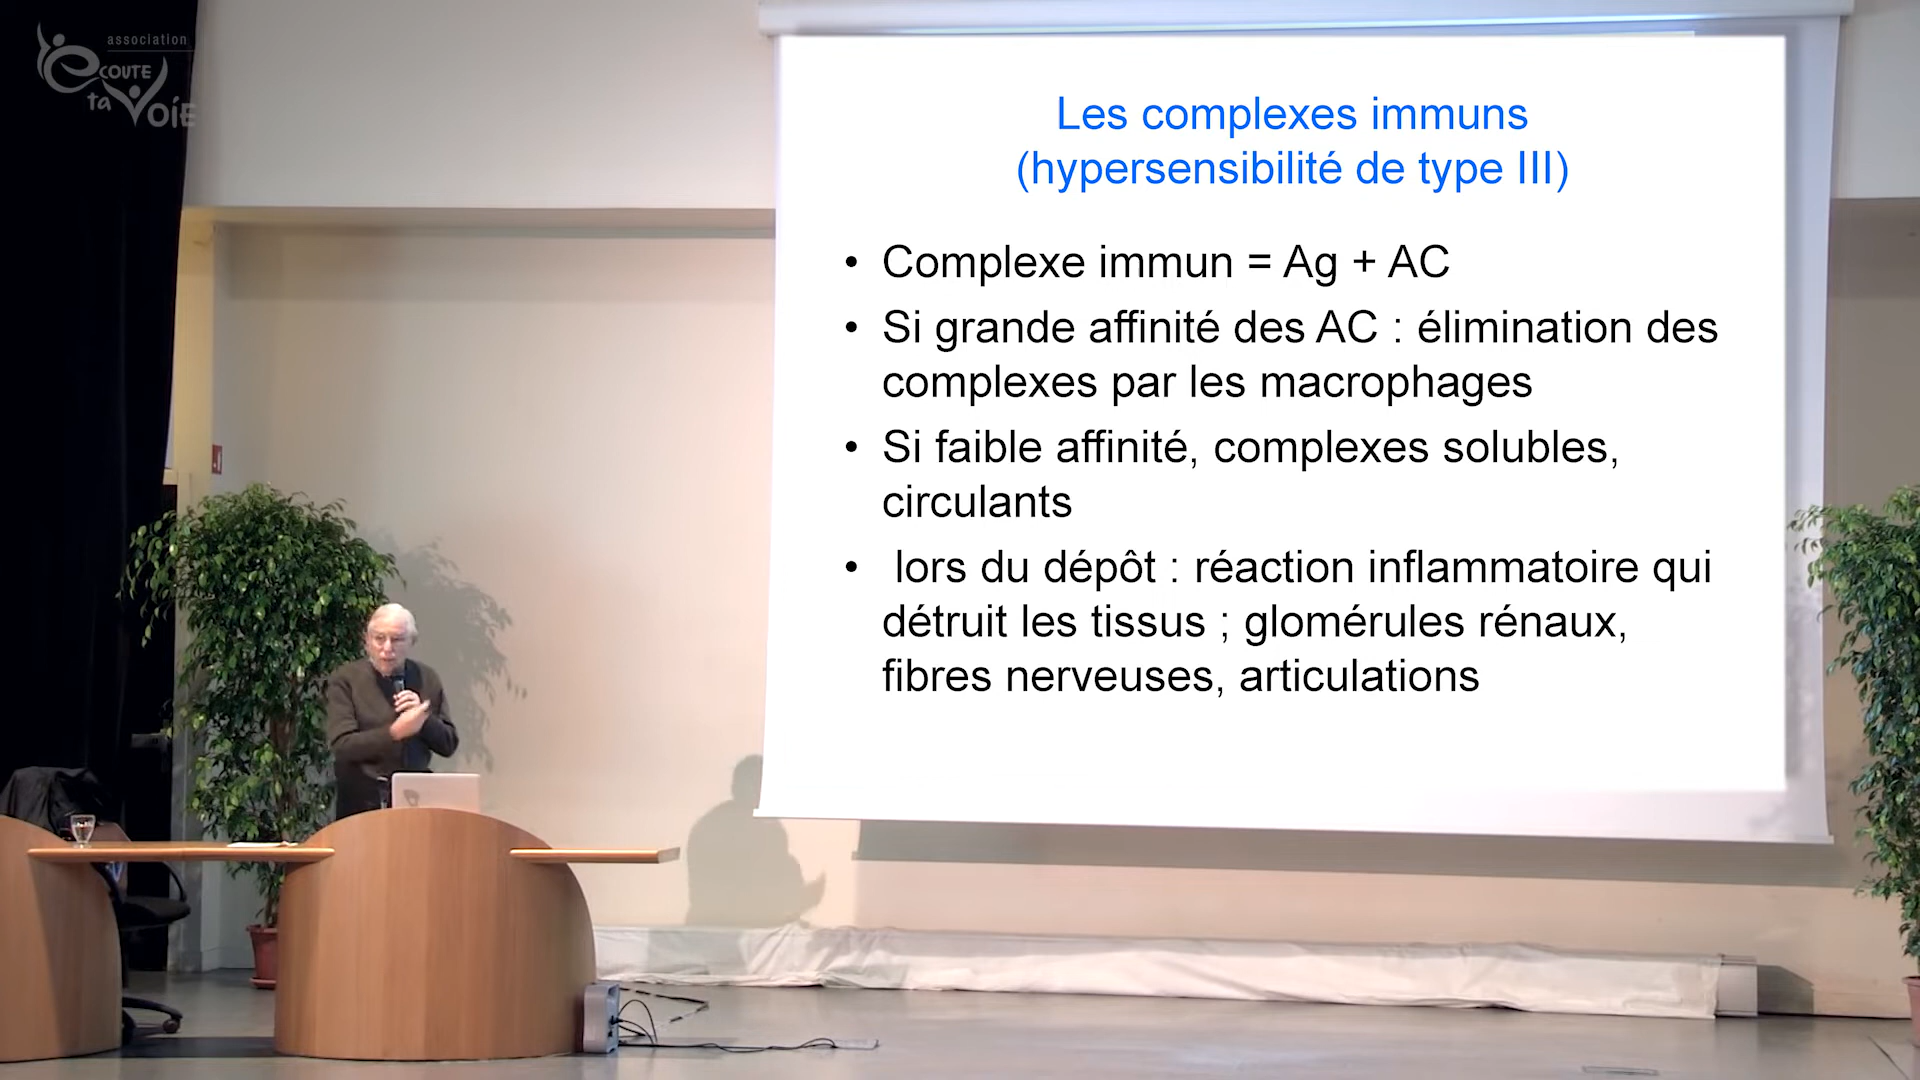 association
écoute
ta Voie
Les complexes immuns
(hypersensibilité de type III)
• Complexe immun = Ag + AC
• Si grande affinité des AC : élimination des
complexes par les macrophages
• Si faible affinité, complexes solubles,
circulants
• lors du dépôt : réaction inflammatoire qui
détruit les tissus ; glomérules rénaux,
fibres nerveuses, articulations